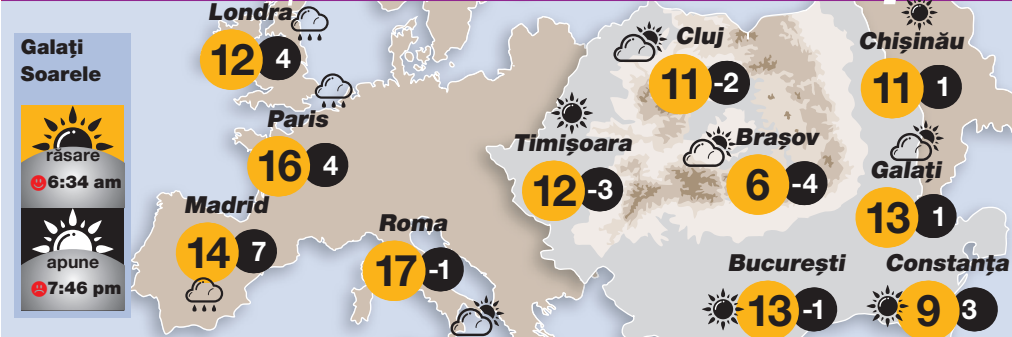 Galați
Soarele
răsare
6:34 am
apune
7:46 pm
Londra
12 4
Paris
16 4
Madrid
14 7
Roma
17 -1
Cluj
11 -2
Timișoara
12 -3
Brașov
6 -4
Chișinău
11 1
Galați
13 1
București
13 -1
Constanța
9 3